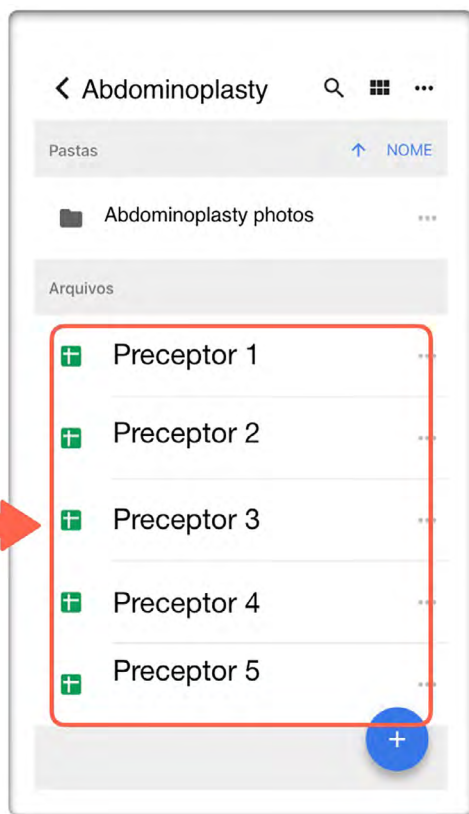 Abdominoplasty
Pastas NOME
Abdominoplasty photos
Arquivos
Preceptor 1
Preceptor 2
Preceptor 3
Preceptor 4
Preceptor 5